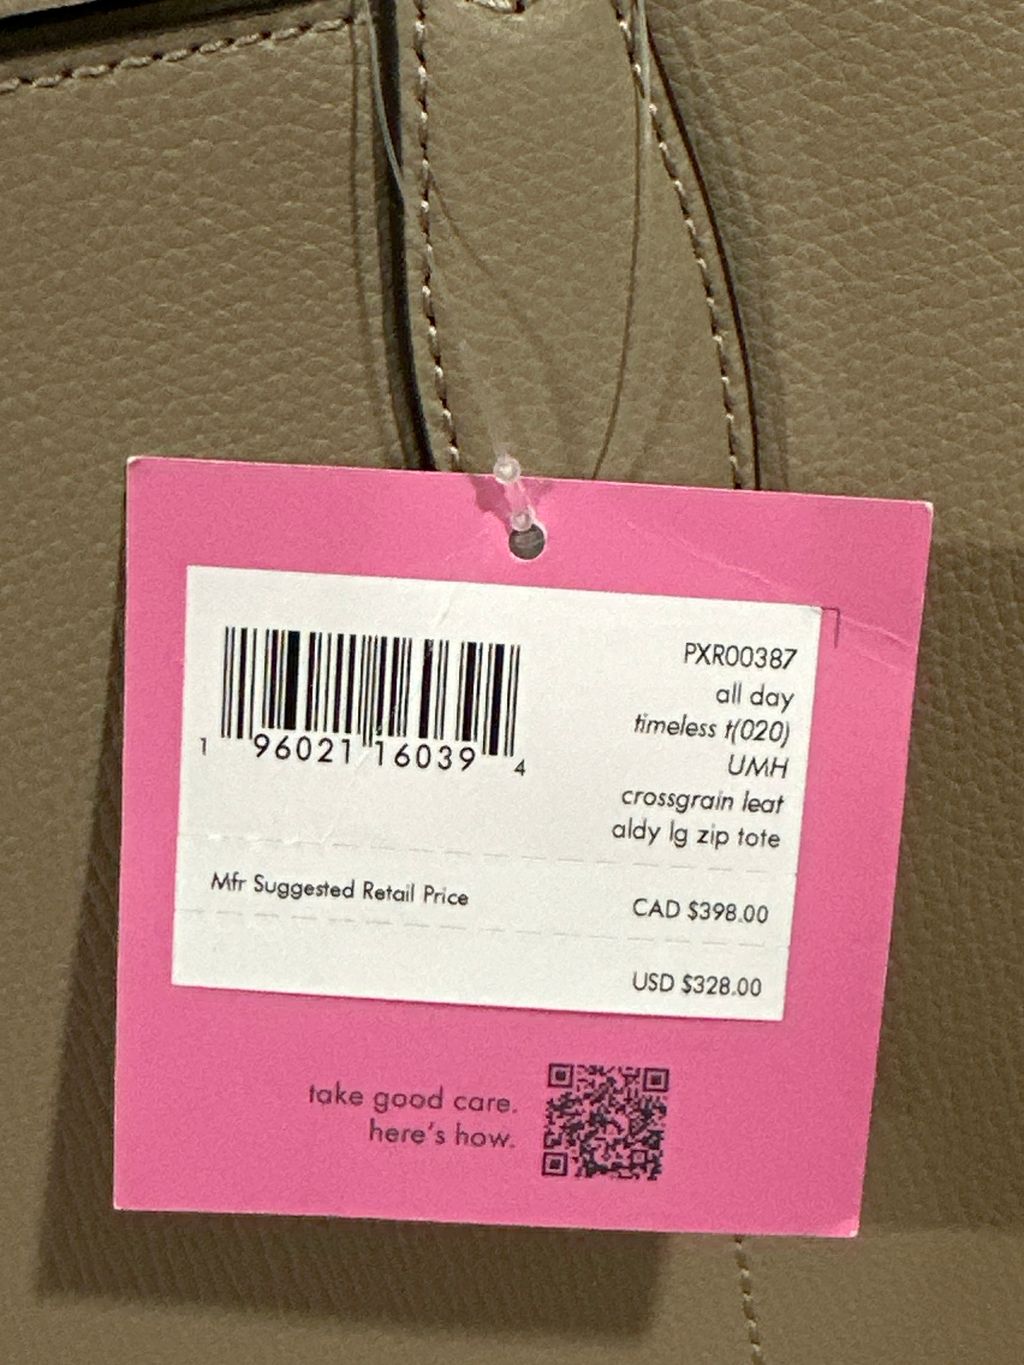 PXR00387
all day
timeless t(020)
UMH
crossgrain leat
aldy lg zip tote
1 96021 16039 4
Mfr Suggested Retail Price
CAD $398.00
USD $328.00
take good care.
here's how.